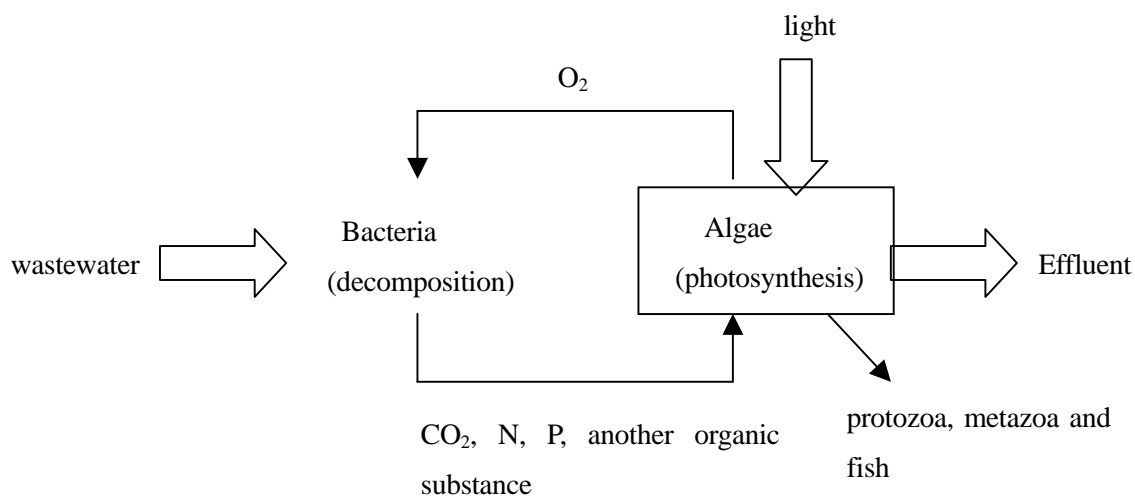 light
O₂
Bacteria
(decomposition)
Algae
(photosynthesis)
wastewater
Effluent
CO₂, N, P, another organic
substance
protozoa, metazoa and
fish